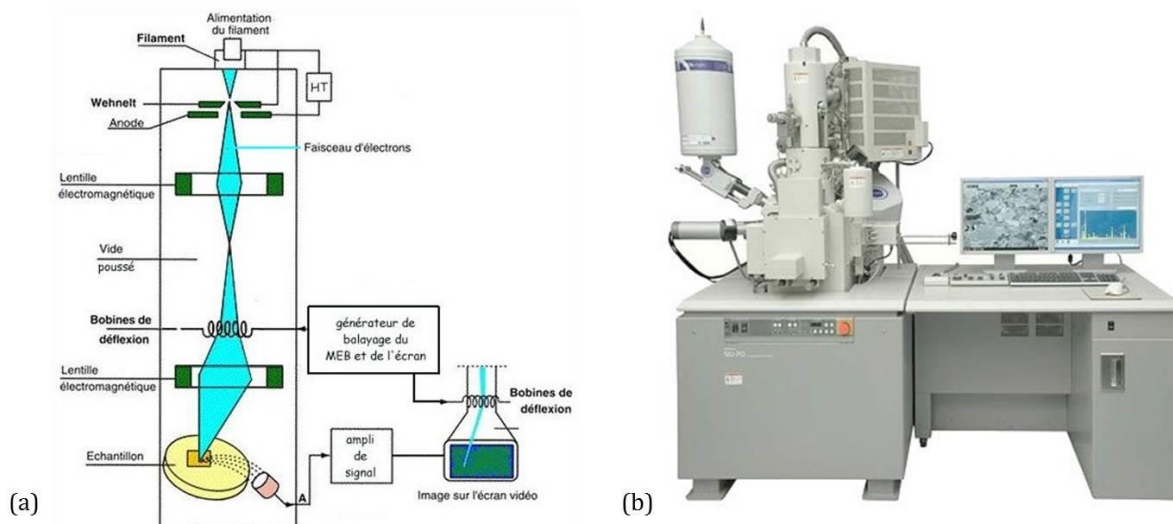 Alimentation
du filament
Filament
HT
Wehnelt
Anode
Faisceau d'électrons
Lentille
électromagnétique
Vide
poussé
Bobines de
déflexion
générateur de
balayage du
MEB et de l'écran
Lentille
électromagnétique
Bobines de
déflexion
Echantillon
A
ampli
de
signal
Image sur l'écran vidéo
(a)
(b)